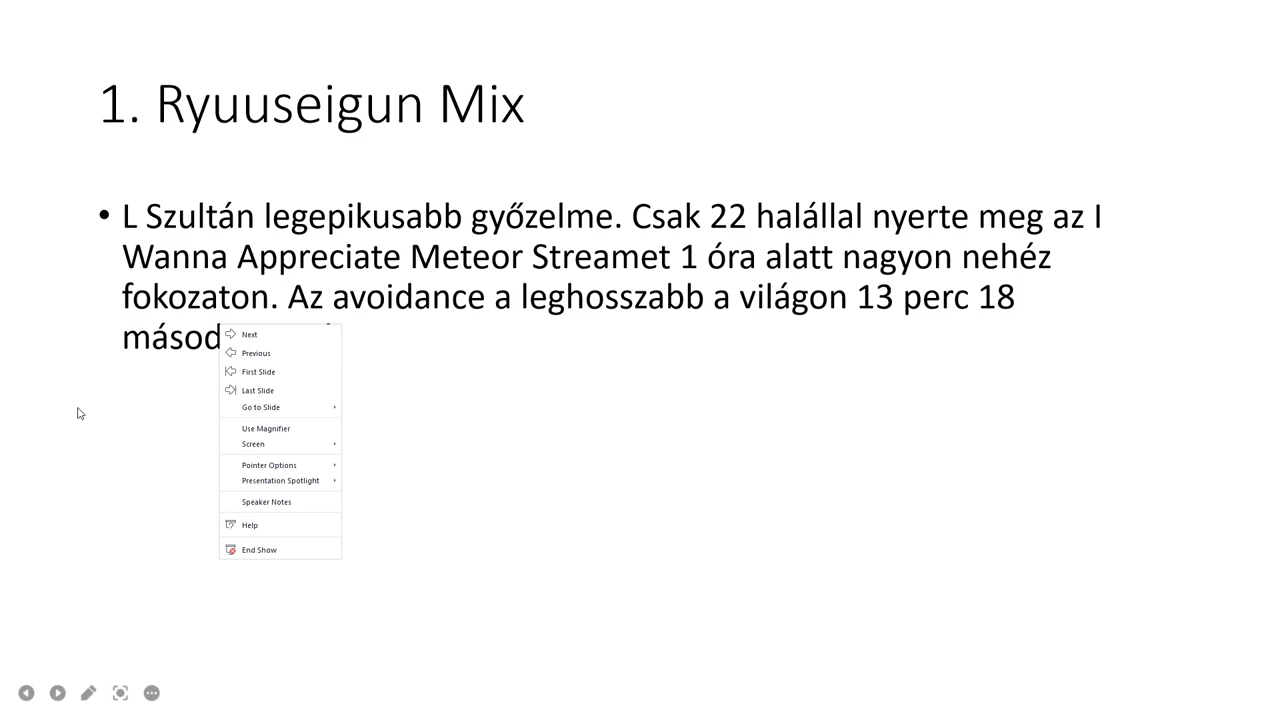 1. Ryuuseigun Mix
• L Szultán legepikusabb győzelme. Csak 22 halállal nyerte meg az I
Wanna Appreciate Meteor Streamet 1 óra alatt nagyon nehéz
fokozaton. Az avoidance a leghosszabb a világon 13 perc 18
másod
Next
Previous
First Slide
Last Slide
Go to Slide
Use Magnifier
Screen
Pointer Options
Presentation Spotlight
Speaker Notes
Help
End Show